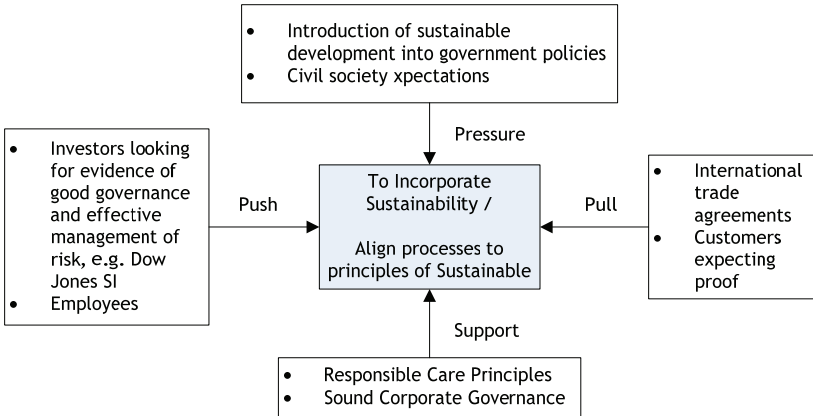 • Introduction of sustainable
development into government policies
• Civil society xpectations
Pressure
• Investors looking
for evidence of
good governance
and effective
management of
risk, e.g. Dow
Jones SI
• Employees
Push
To Incorporate
Sustainability /
Align processes to
principles of Sustainable
Pull
• International
trade
agreements
• Customers
expecting
proof
Support
• Responsible Care Principles
• Sound Corporate Governance